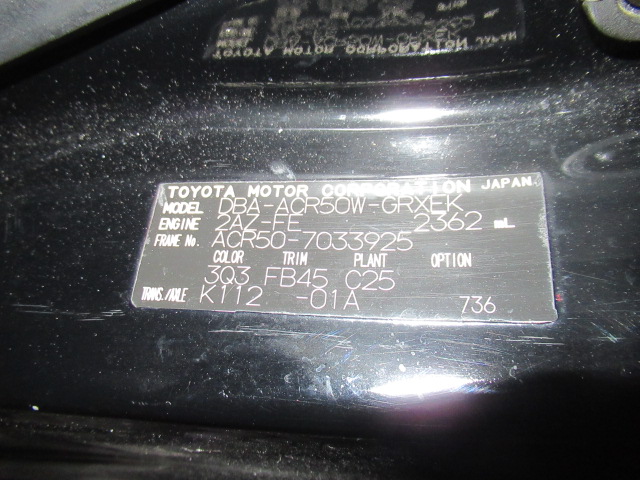 TOYOTA MOTOR CORPORATION JAPAN
MODEL DBA-ACR50W-GRXEK
ENGINE 2AZ-FE 2362 mL
FRAME No. ACR50-7033925
COLOR TRIM PLANT OPTION
3Q3 FB45 C25
TRANS./AXLE K112 -01A 736